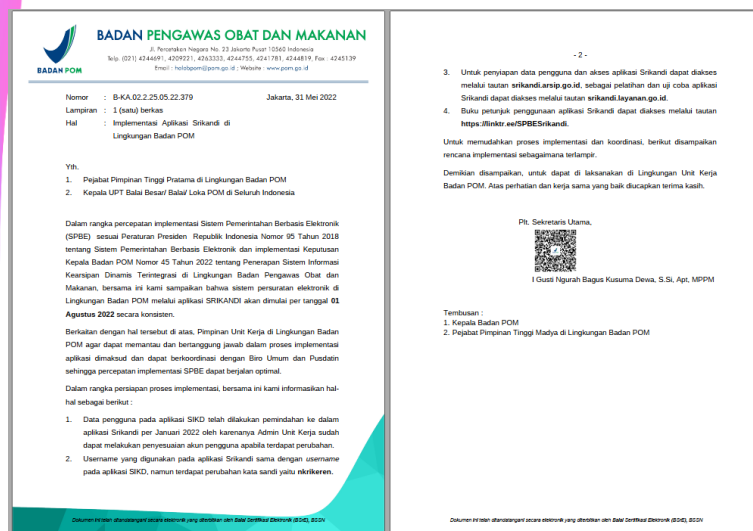 BADAN POM
BADAN PENGAWAS OBAT DAN MAKANAN
Jl. Percetakan Negara No. 23 Jakarta Pusat 10560 Indonesia
Telp. (021) 4244691, 4209221, 4263333, 4244755, 4241781, 4244819, Fax : 4245139
Email : halobpom@pom.go.id ; Website : www.pom.go.id
Nomor : B-KA.02.2.25.05.22.379 Jakarta, 31 Mei 2022
Lampiran : 1 (satu) berkas
Hal : Implementasi Aplikasi Srikandi di
Lingkungan Badan POM
Yth.
1. Pejabat Pimpinan Tinggi Pratama di Lingkungan Badan POM
2. Kepala UPT Balai Besar/ Balai/ Loka POM di Seluruh Indonesia
Dalam rangka percepatan implementasi Sistem Pemerintahan Berbasis Elektronik
(SPBE) sesuai Peraturan Presiden Republik Indonesia Nomor 95 Tahun 2018
tentang Sistem Pemerintahan Berbasis Elektronik dan implementasi Keputusan
Kepala Badan POM Nomor 45 Tahun 2022 tentang Penerapan Sistem Informasi
Kearsipan Dinamis Terintegrasi di Lingkungan Badan Pengawas Obat dan
Makanan, bersama ini kami sampaikan bahwa sistem persuratan elektronik di
Lingkungan Badan POM melalui aplikasi SRIKANDI akan dimulai per tanggal 01
Agustus 2022 secara konsisten.
Berkaitan dengan hal tersebut di atas, Pimpinan Unit Kerja di Lingkungan Badan
POM agar dapat memantau dan bertanggung jawab dalam proses implementasi
aplikasi dimaksud dan dapat berkoordinasi dengan Biro Umum dan Pusdatin
sehingga percepatan implementasi SPBE dapat berjalan optimal.
Dalam rangka persiapan proses implementasi, bersama ini kami informasikan hal-
hal sebagai berikut :
1. Data pengguna pada aplikasi SIKD telah dilakukan pemindahan ke dalam
aplikasi Srikandi per Januari 2022 oleh karenanya Admin Unit Kerja sudah
dapat melakukan penyesuaian akun pengguna apabila terdapat perubahan.
2. Username yang digunakan pada aplikasi Srikandi sama dengan username
pada aplikasi SIKD, namun terdapat perubahan kata sandi yaitu nkrikeren.
Dokumen ini telah ditandatangani secara elektronik yang diterbitkan oleh Balai Sertifikasi Elektronik (BSrE), BSSN
- 2 -
3. Untuk penyiapan data pengguna dan akses aplikasi Srikandi dapat diakses
melalui tautan srikandi.arsip.go.id, sebagai pelatihan dan uji coba aplikasi
Srikandi dapat diakses melalui tautan srikandi.layanan.go.id.
4. Buku petunjuk penggunaan aplikasi Srikandi dapat diakses melalui tautan
https://linktr.ee/SPBESrikandi.
Untuk memudahkan proses implementasi dan koordinasi, berikut disampaikan
rencana implementasi sebagaimana terlampir.
Demikian disampaikan, untuk dapat di laksanakan di Lingkungan Unit Kerja
Badan POM. Atas perhatian dan kerja sama yang baik diucapkan terima kasih.
Plt. Sekretaris Utama,
I Gusti Ngurah Bagus Kusuma Dewa, S.Si, Apt, MPPM
Tembusan :
1. Kepala Badan POM
2. Pejabat Pimpinan Tinggi Madya di Lingkungan Badan POM
Dokumen ini telah ditandatangani secara elektronik yang diterbitkan oleh Balai Sertifikasi Elektronik (BSrE), BSSN